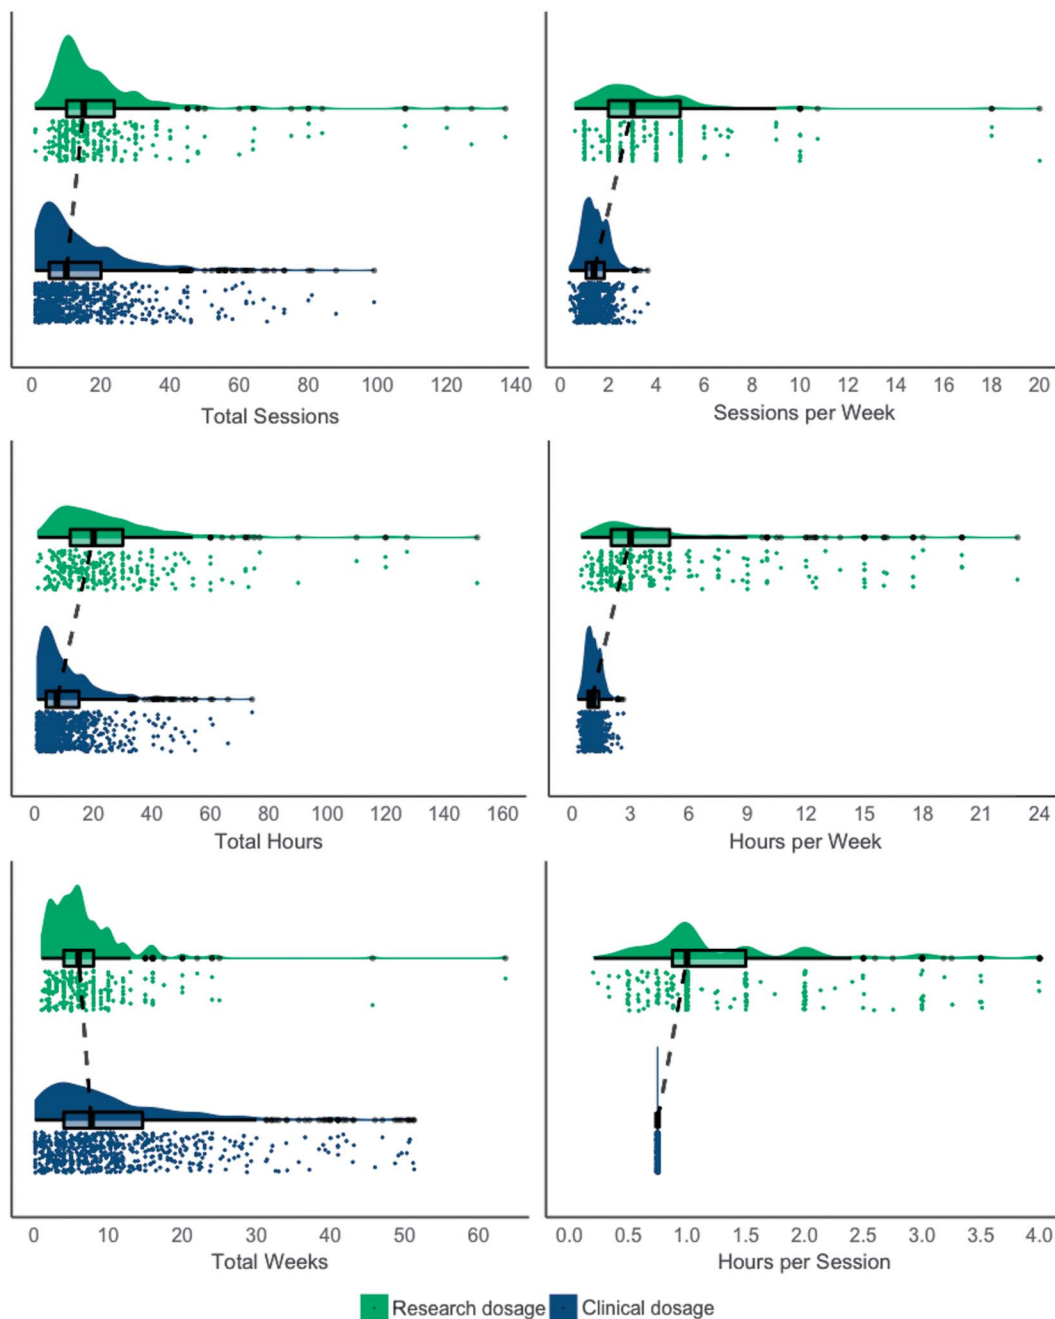 0 20 40 60 80 100 120 140
Total Sessions
0 2 4 6 8 10 12 14 16 18 20
Sessions per Week
0 20 40 60 80 100 120 140 160
Total Hours
0 3 6 9 12 15 18 21 24
Hours per Week
0 10 20 30 40 50 60
Total Weeks
0.0 0.5 1.0 1.5 2.0 2.5 3.0 3.5 4.0
Hours per Session
Research dosage Clinical dosage